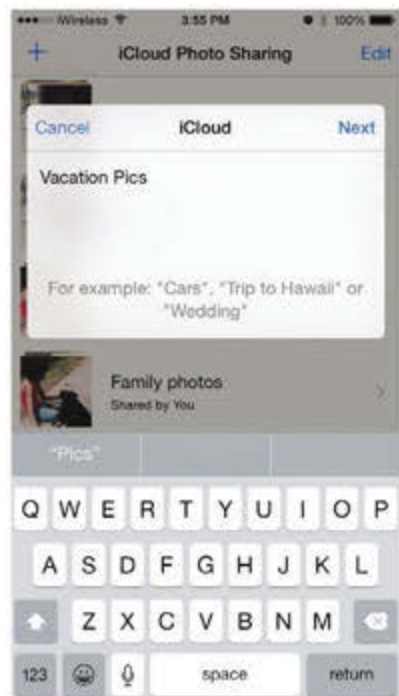 Wireless 3:55 PM 100%
+ iCloud Photo Sharing Edit
Cancel iCloud Next
Vacation Pics
For example: "Cars", "Trip to Hawaii" or
"Wedding"
Family photos
Shared by You
"Pics"
Q W E R T Y U I O P
A S D F G H J K L
Z X C V B N M
123 space return